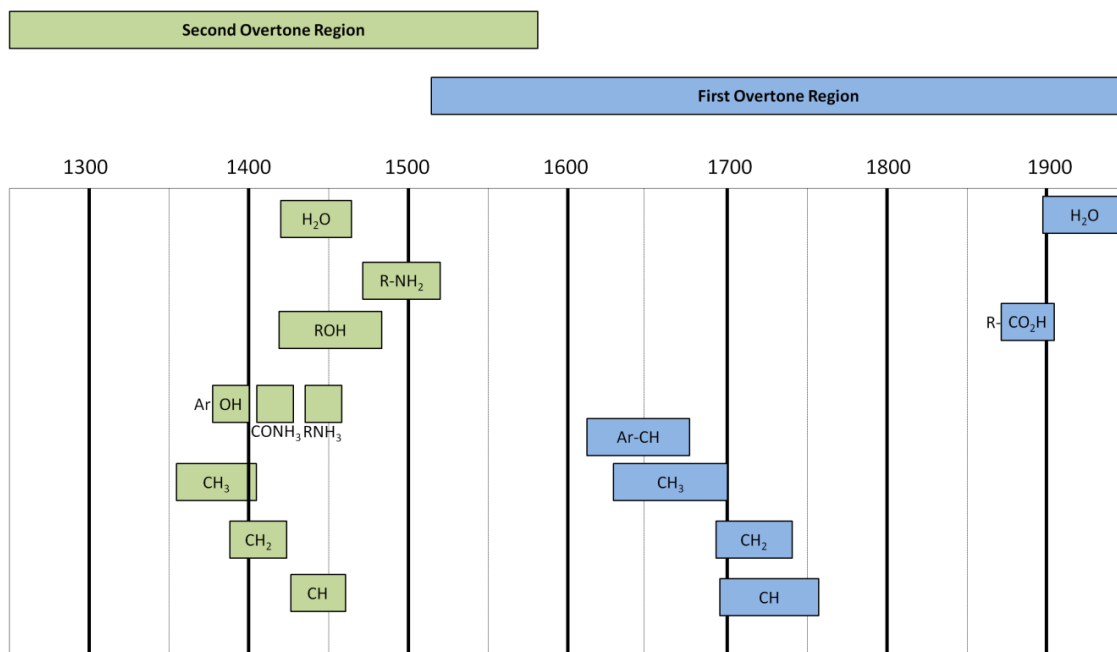 Second Overtone Region
First Overtone Region
1300 1400 1500 1600 1700 1800 1900
H₂O H₂O
R-NH₂
ROH R- CO₂H
Ar OH
CONH₃ RNH₃
Ar-CH
CH₃ CH₃
CH₂ CH₂
CH CH